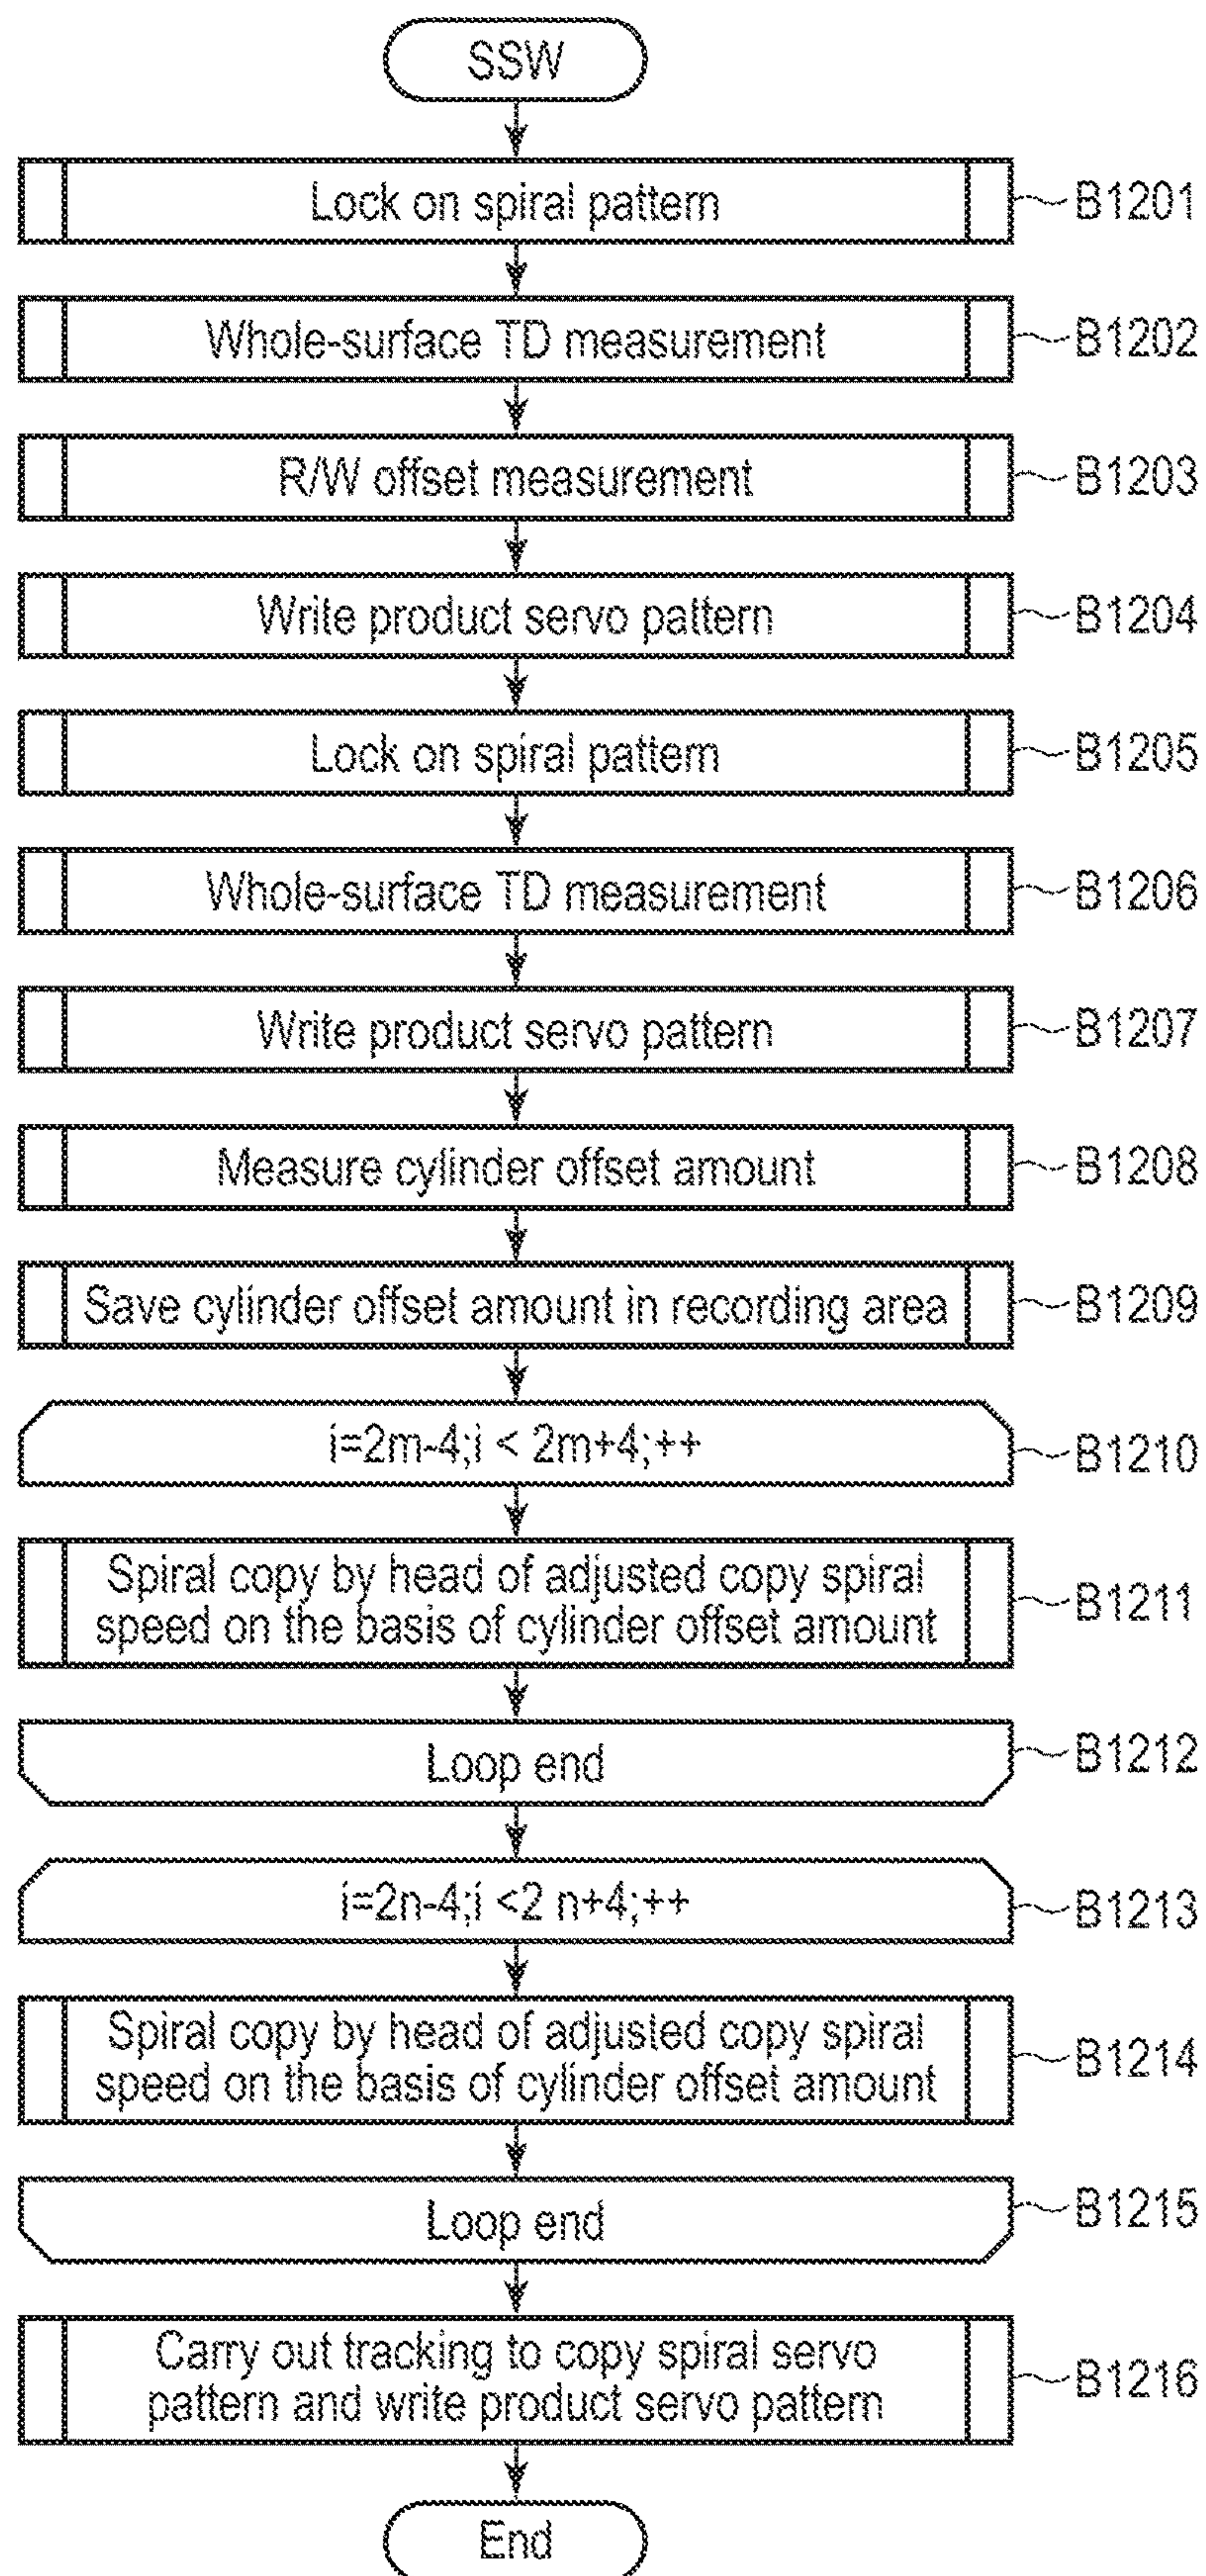 SSW
Lock on spiral pattern
B1201
Whole-surface TD measurement
B1202
R/W offset measurement
B1203
Write product servo pattern
B1204
Lock on spiral pattern
B1205
Whole-surface TD measurement
B1206
Write product servo pattern
B1207
Measure cylinder offset amount
B1208
Save cylinder offset amount in recording area
B1209
i=2m-4;i < 2m+4;++
B1210
Spiral copy by head of adjusted copy spiral
speed on the basis of cylinder offset amount
B1211
Loop end
B1212
i=2n-4;i <2 n+4;++
B1213
Spiral copy by head of adjusted copy spiral
speed on the basis of cylinder offset amount
B1214
Loop end
B1215
Carry out tracking to copy spiral servo
pattern and write product servo pattern
B1216
End